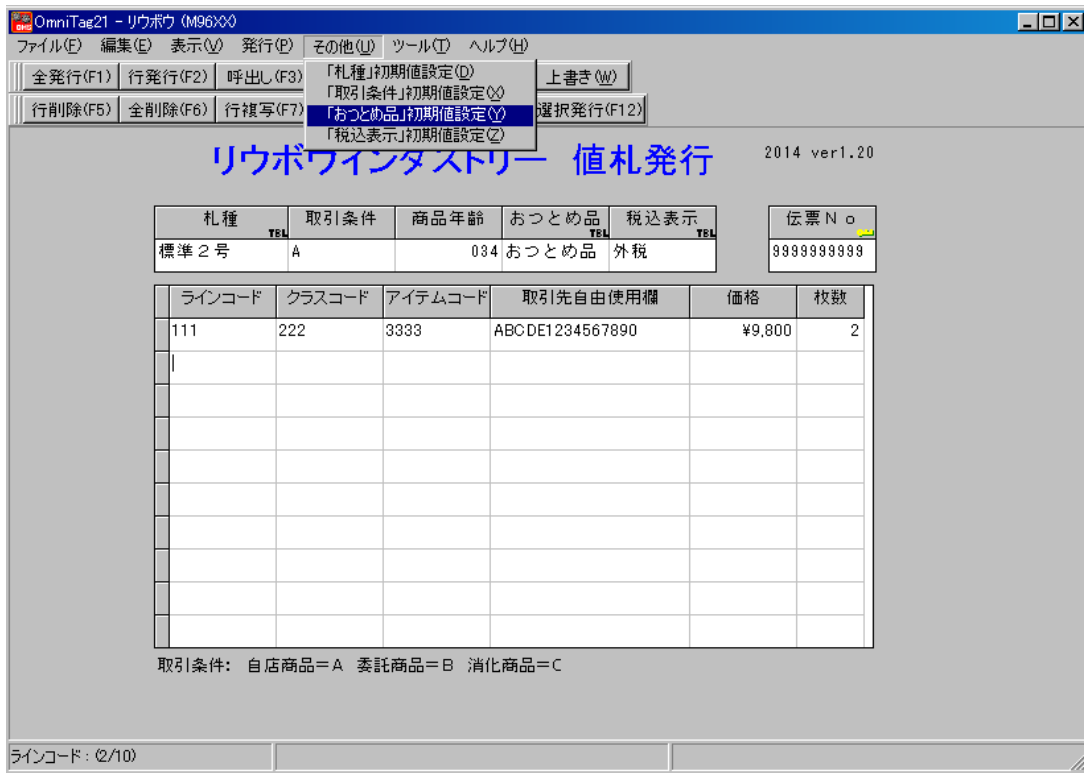 OmniTag21 - リウボウ (M96XX)
ファイル(F) 編集(E) 表示(V) 発行(P) その他(U) ツール(T) ヘルプ(H)
全発行(F1) 行発行(F2) 呼出し(F3) 上書き(W)
「札種」初期値設定(D)
「取引条件」初期値設定(X)
「おつとめ品」初期値設定(Y)
「税込表示」初期値設定(Z)
行削除(F5) 全削除(F6) 行複写(F7) 選択発行(F12)
リウボウインダストリー 値札発行 2014 ver1.20
札種 TBL 取引条件 商品年齢 おつとめ品 TBL 税込表示 TBL 伝票No
標準2号 A 034 おつとめ品 外税 9999999999
ラインコード クラスコード アイテムコード 取引先自由使用欄 価格 枚数
111 222 3333 ABCDE1234567890 ¥9,800 2
取引条件: 自店商品=A 委託商品=B 消化商品=C
ラインコード : (2/10)